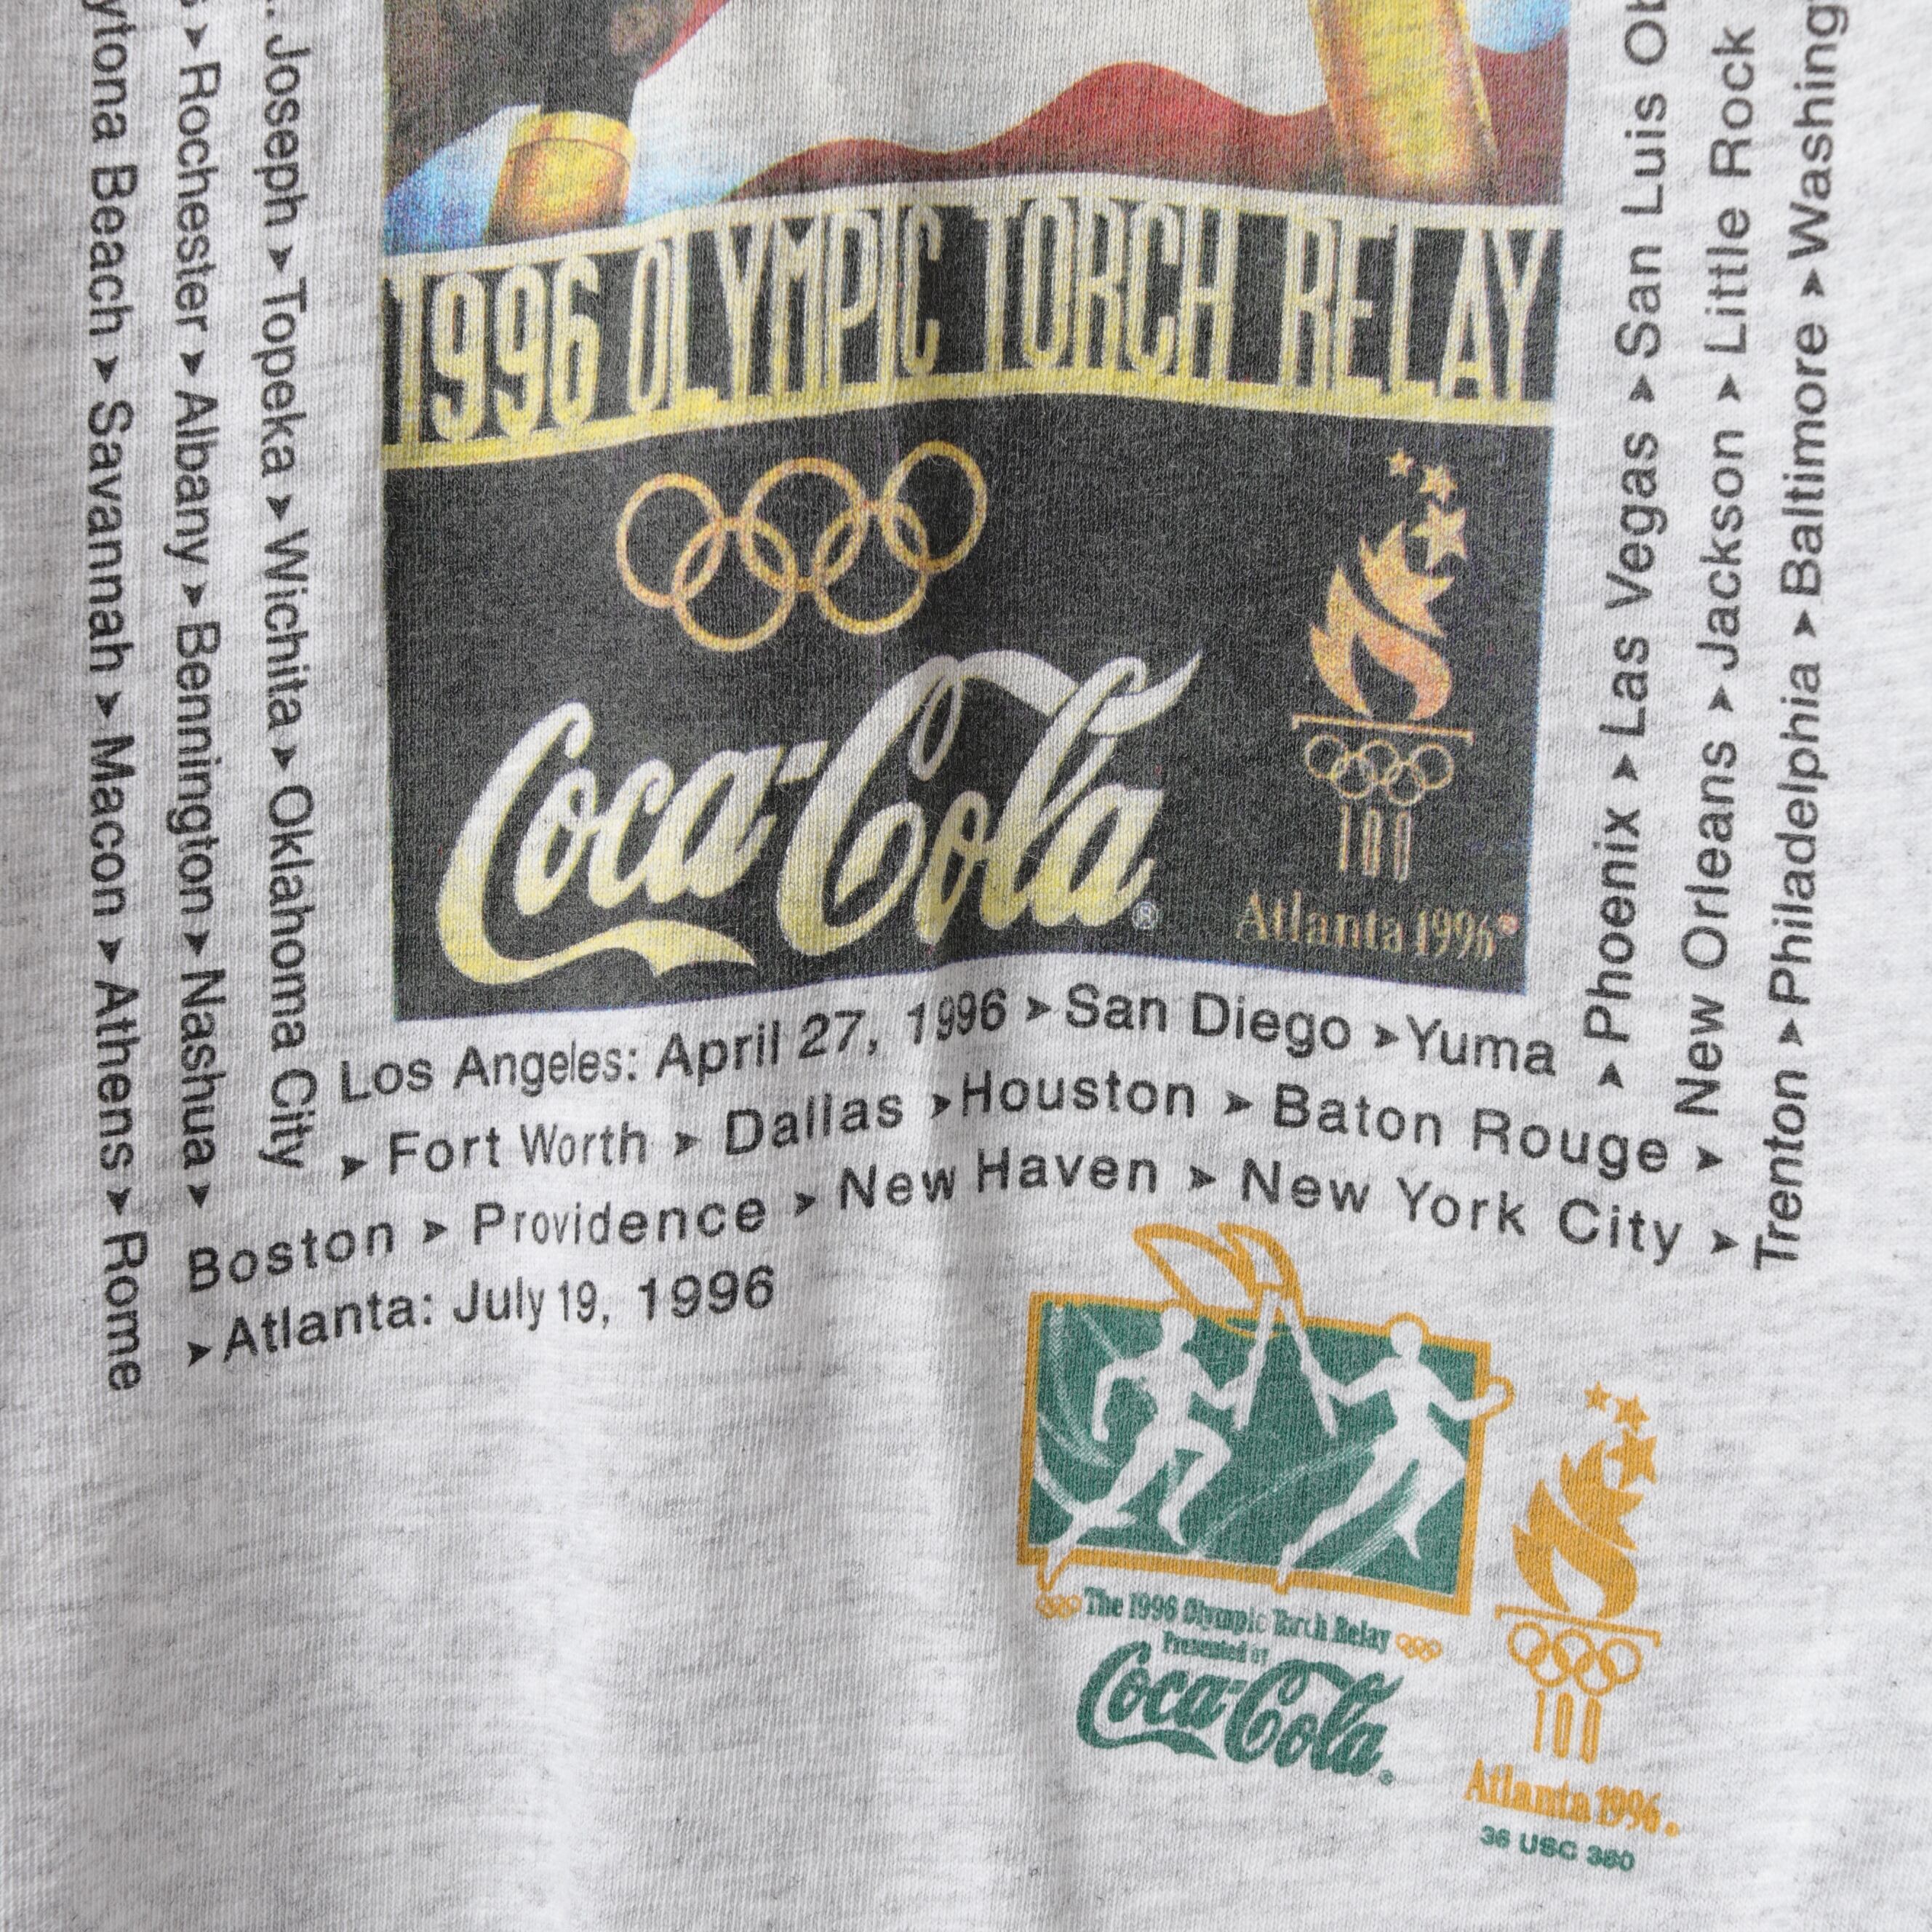 1996 OLYMPIC TORCH RELAY
Coca-Cola®
100
Atlanta 1996
Los Angeles: April 27, 1996 ➤ San Diego ➤ Yuma
➤ Phoenix ➤ Las Vegas ➤ San Luis
Joseph ➤ Topeka ➤ Wichita ➤ Oklahoma City
➤ Fort Worth ➤ Dallas ➤ Houston ➤ Baton Rouge ➤
New Orleans ➤ Jackson ➤ Little Rock
➤ Rochester ➤ Albany ➤ Bennington ➤ Nashua ➤
Boston ➤ Providence ➤ New Haven ➤ New York City ➤
Trenton ➤ Philadelphia ➤ Baltimore ➤
Beach ➤ Savannah ➤ Macon ➤ Athens ➤ Rome
➤ Atlanta: July 19, 1996
The 1996 Olympic Torch Relay
Presented by
Coca-Cola®
100
Atlanta 1996
36 USC 380